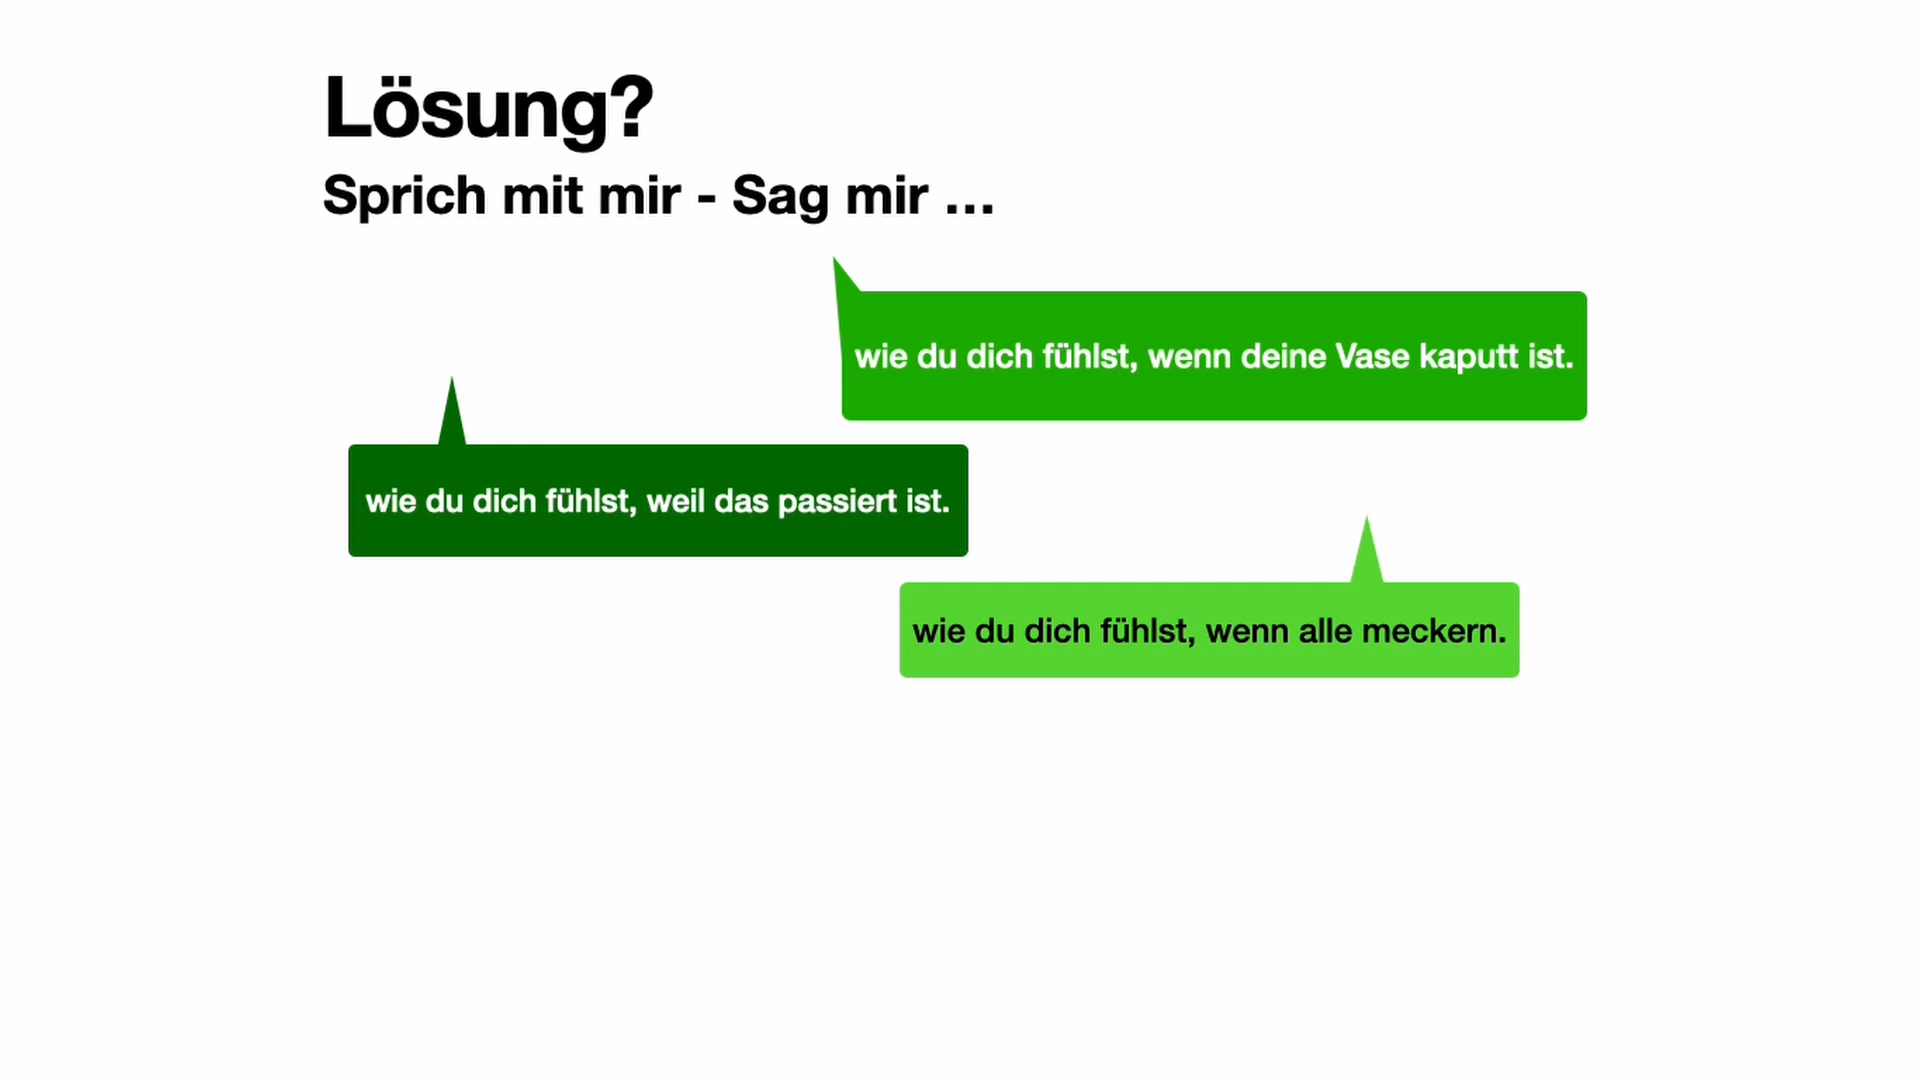 Lösung?
Sprich mit mir - Sag mir ...
wie du dich fühlst, wenn deine Vase kaputt ist.
wie du dich fühlst, weil das passiert ist.
wie du dich fühlst, wenn alle meckern.